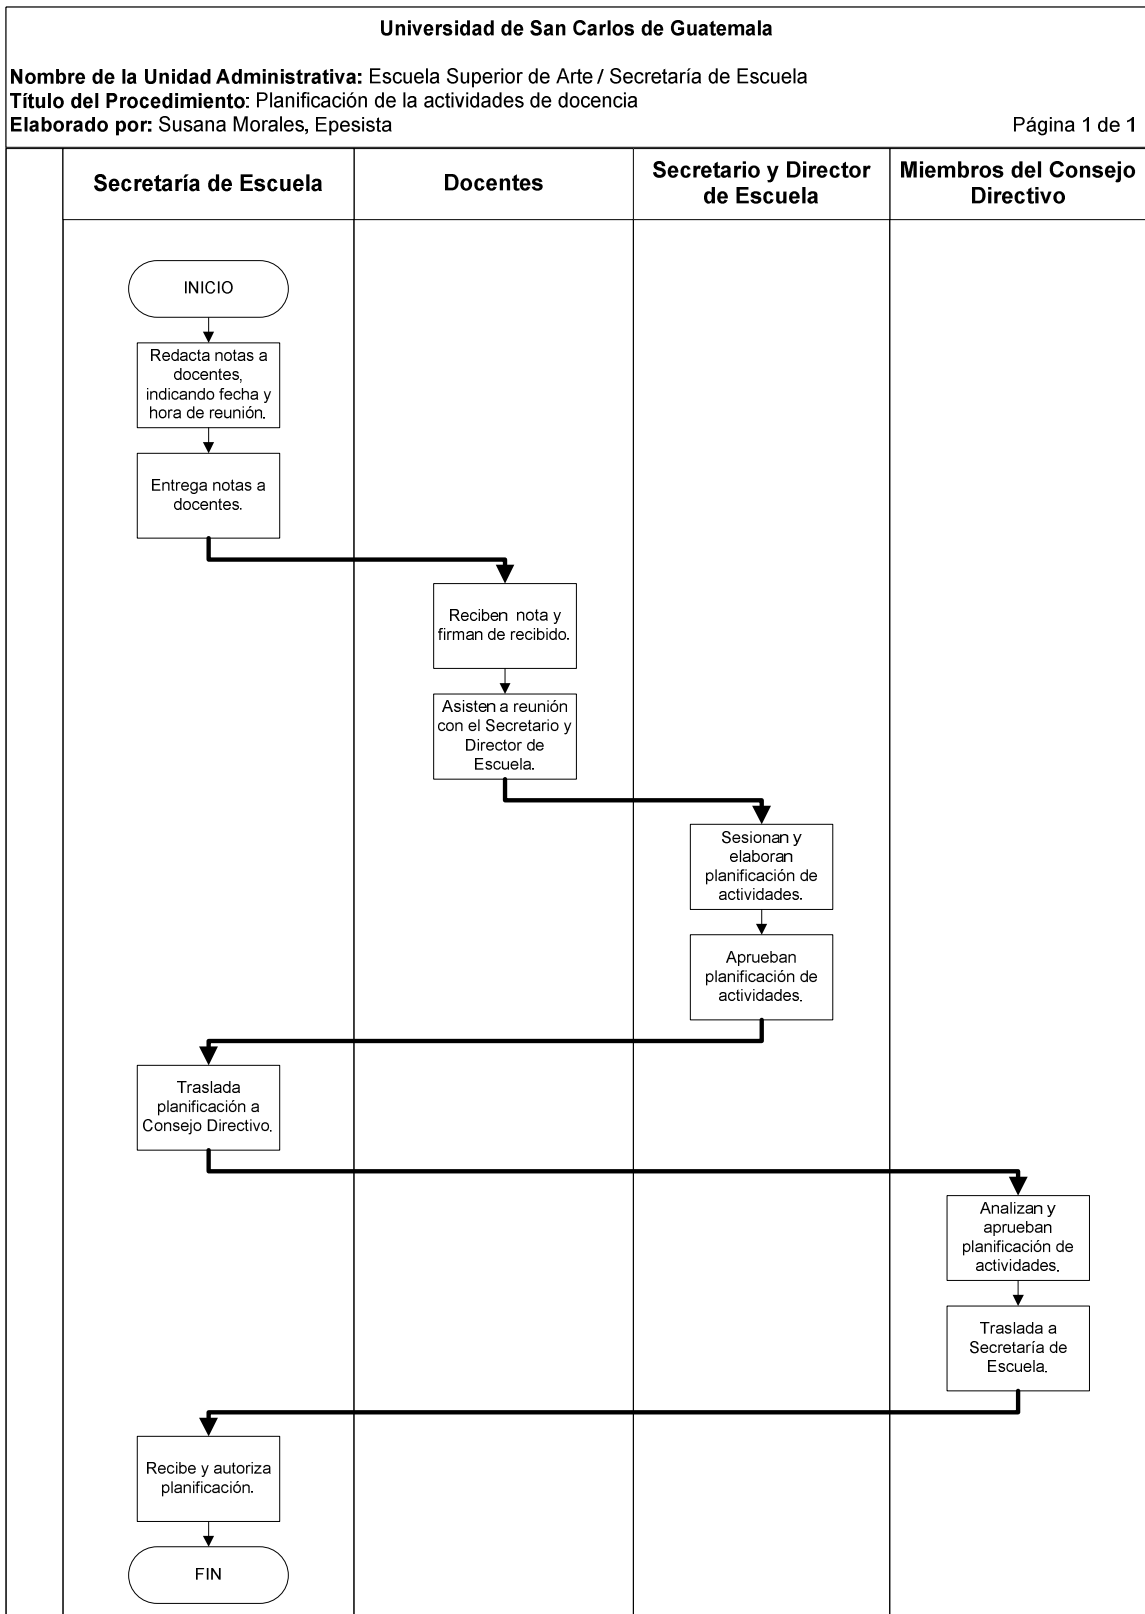 Universidad de San Carlos de Guatemala
Nombre de la Unidad Administrativa: Escuela Superior de Arte / Secretaría de Escuela
Título del Procedimiento: Planificación de la actividades de docencia
Elaborado por: Susana Morales, Epesista
Página 1 de 1
Secretaría de Escuela
Docentes
Secretario y Director
de Escuela
Miembros del Consejo
Directivo
INICIO
Redacta notas a
docentes,
indicando fecha y
hora de reunión.
Entrega notas a
docentes.
Reciben nota y
firman de recibido.
Asisten a reunión
con el Secretario y
Director de
Escuela.
Sesionan y
elaboran
planificación de
actividades.
Aprueban
planificación de
actividades.
Traslada
planificación a
Consejo Directivo.
Analizan y
aprueban
planificación de
actividades.
Traslada a
Secretaría de
Escuela.
Recibe y autoriza
planificación.
FIN